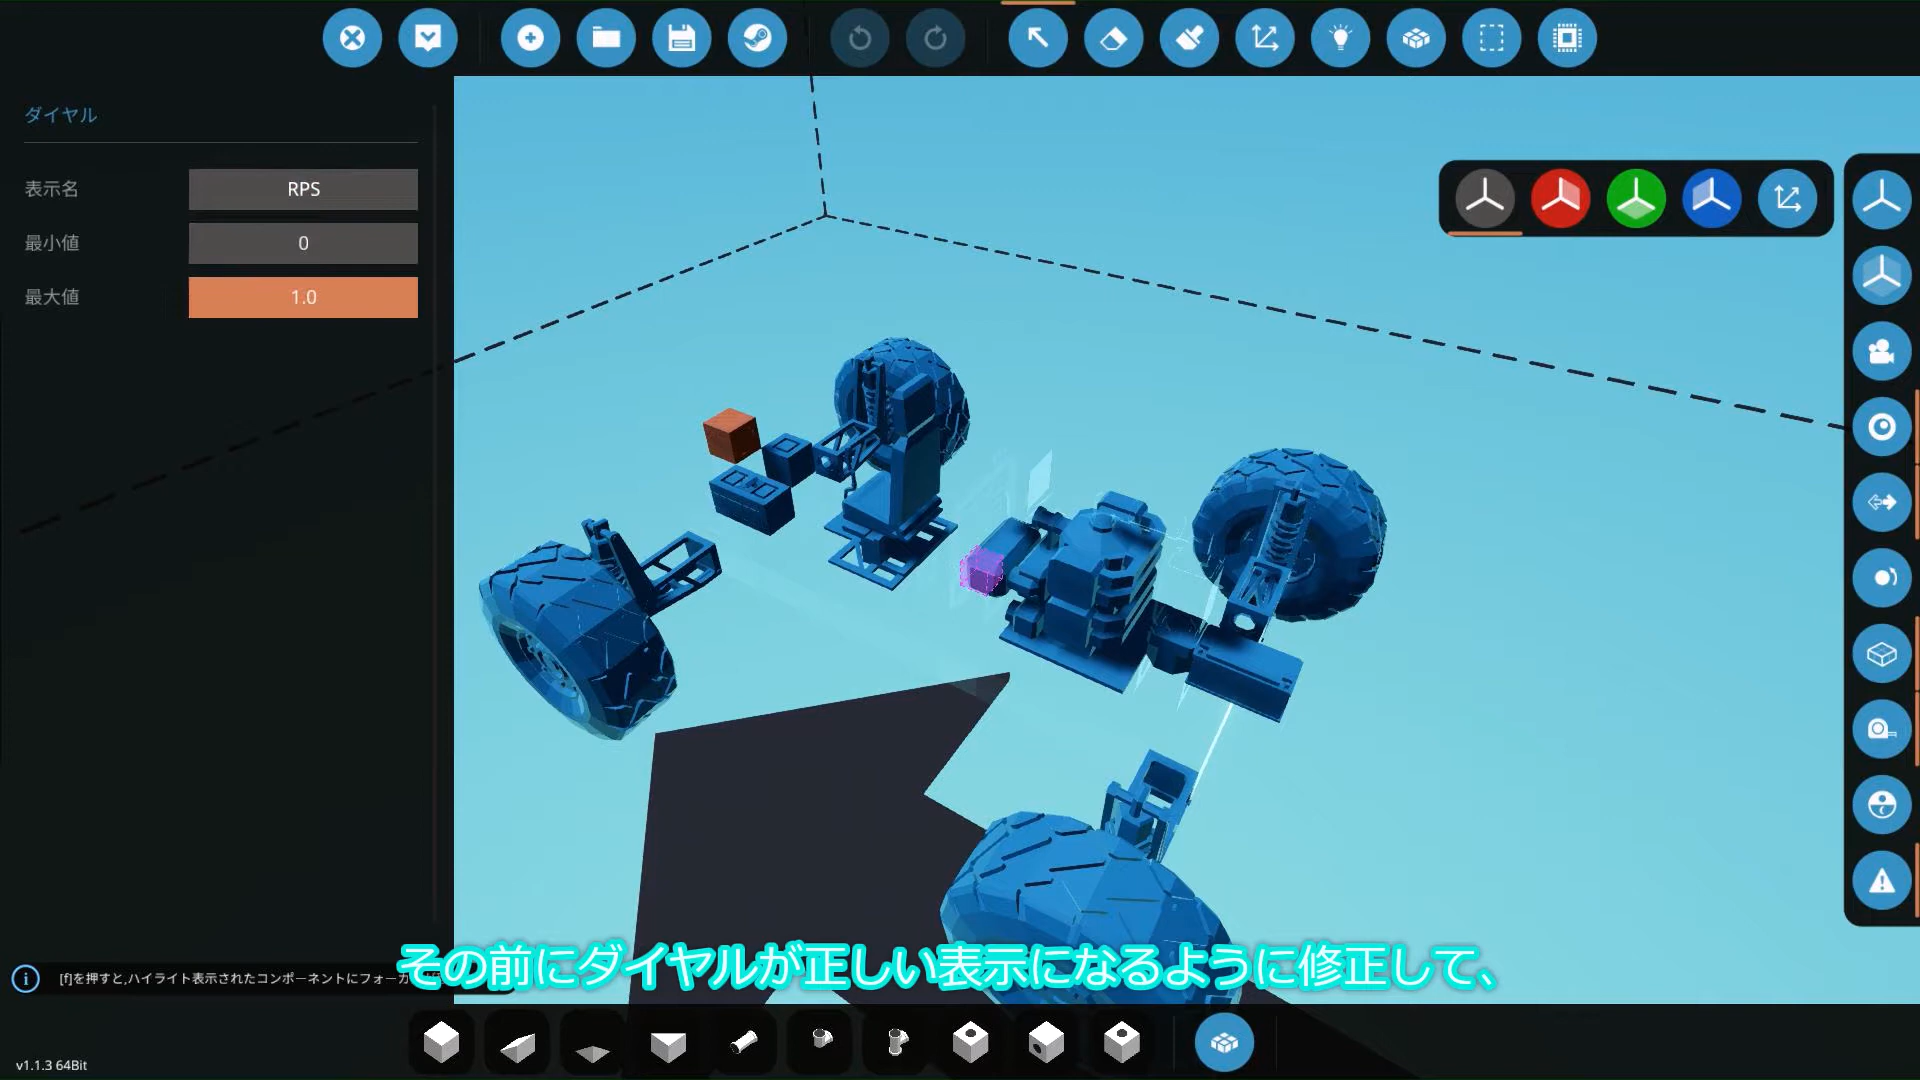 ダイヤル
表示名
RPS
最小値
0
最大値
1.0
[f]を押すと,ハイライト表示されたコンポーネントにフォーカ
その前にダイヤルが正しい表示になるように修正して、
v1.1.3 64Bit